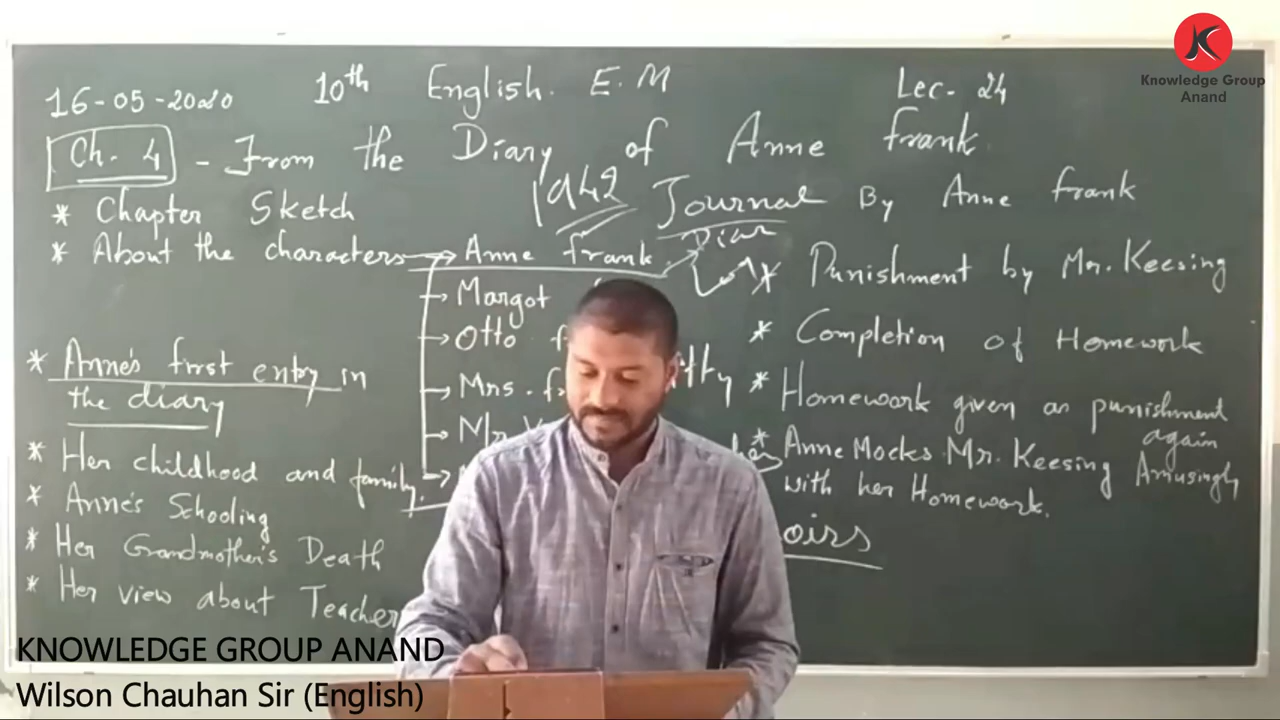 16-05-2020 10th English. E.M Lec. 24
Ch. 4 - From the Diary of Anne Frank
1942 Journal By Anne Frank
* Chapter Sketch
* About the characters → Anne Frank.
→ Margot
→ Otto
→ Mrs.
→ Mr
* Anne's first entry in
the diary
* Her childhood and family.
* Anne's Schooling
* Her Grandmother's Death
* Her view about Teacher
* Punishment by Mr. Keesing
* Completion of Homework
* Homework given as punishment
again
* Anne Mocks Mr. Keesing Amusingly
with her Homework.
oirs
Knowledge Group
Anand
KNOWLEDGE GROUP ANAND
Wilson Chauhan Sir (English)